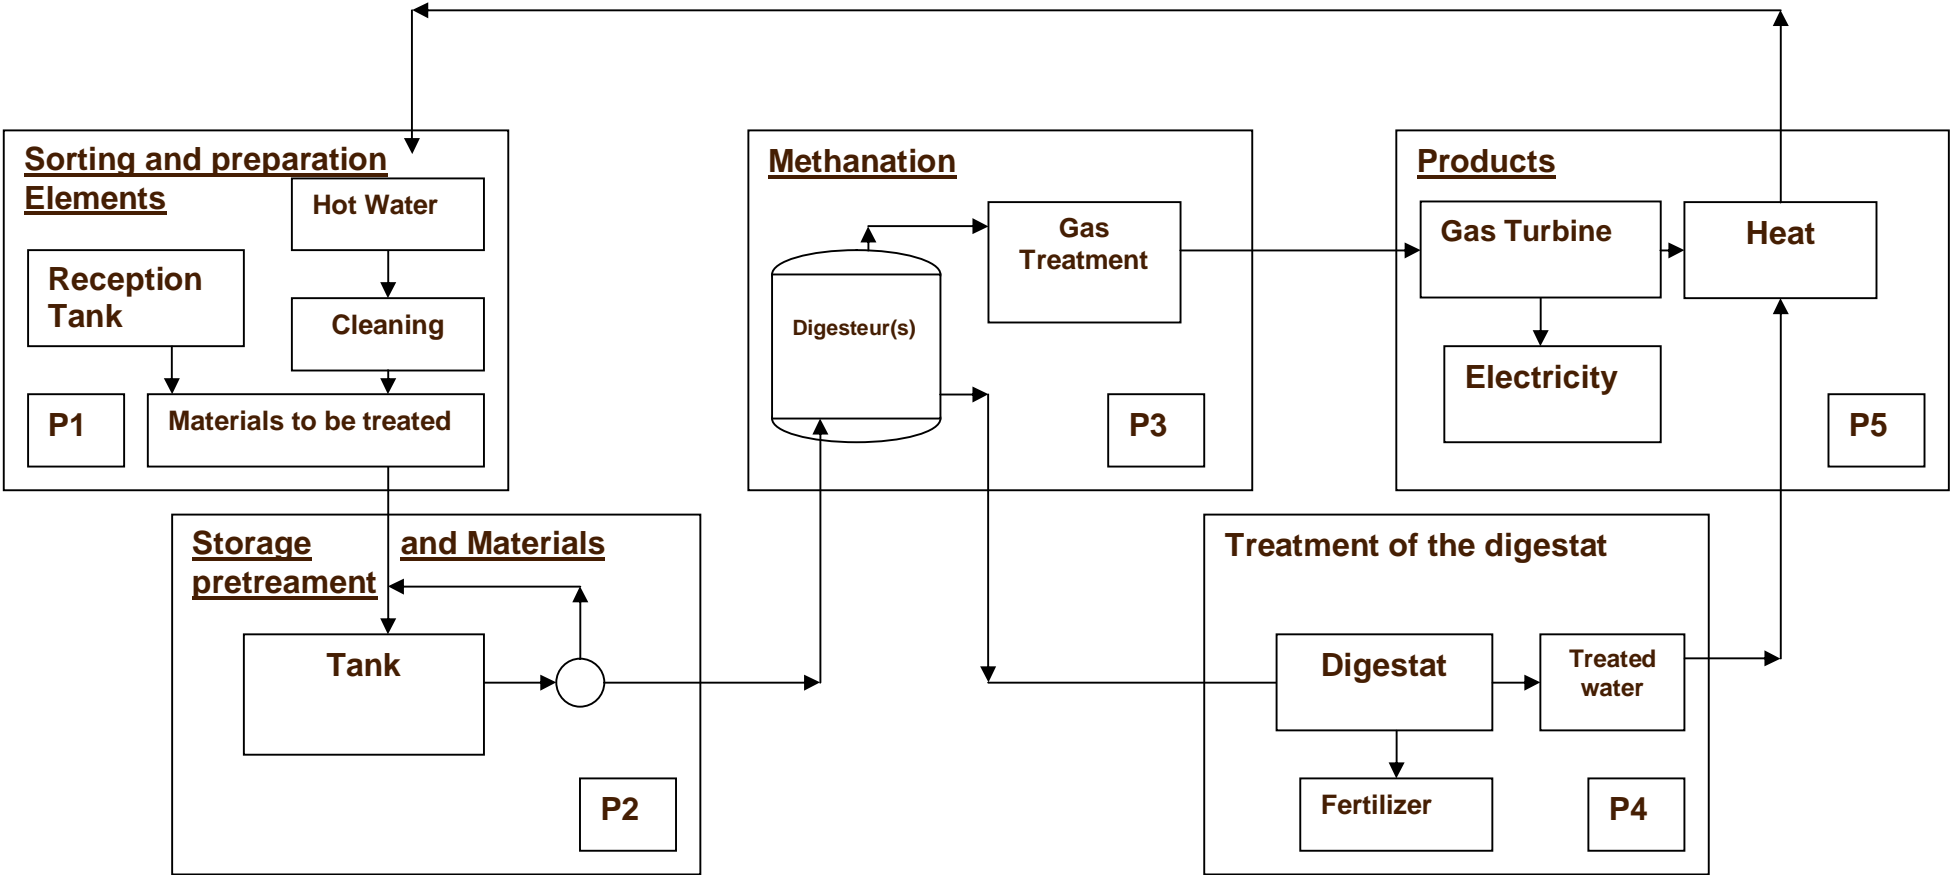 Sorting and preparation
Elements
Hot Water
Reception
Tank
Cleaning
P1
Materials to be treated
Storage and Materials
pretreament
Tank
P2
Methanation
Gas
Treatment
Digesteur(s)
P3
Products
Gas Turbine
Heat
Electricity
P5
Treatment of the digestat
Digestat
Treated
water
Fertilizer
P4